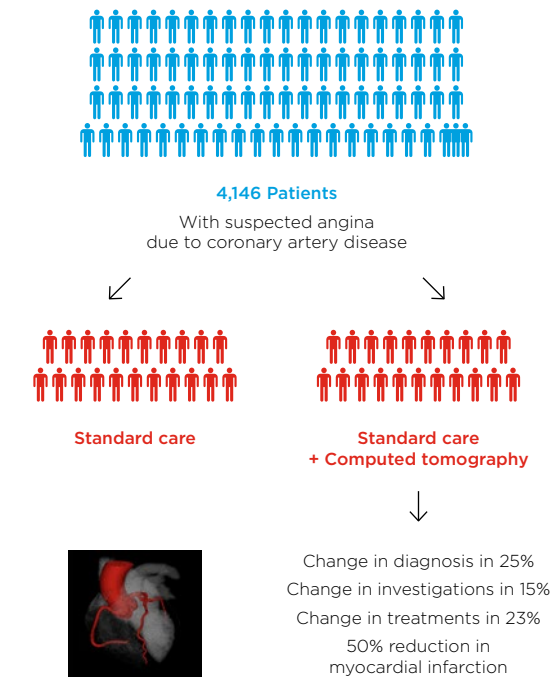 4,146 Patients
With suspected angina
due to coronary artery disease
Standard care
Standard care
+ Computed tomography
Change in diagnosis in 25%
Change in investigations in 15%
Change in treatments in 23%
50% reduction in
myocardial infarction